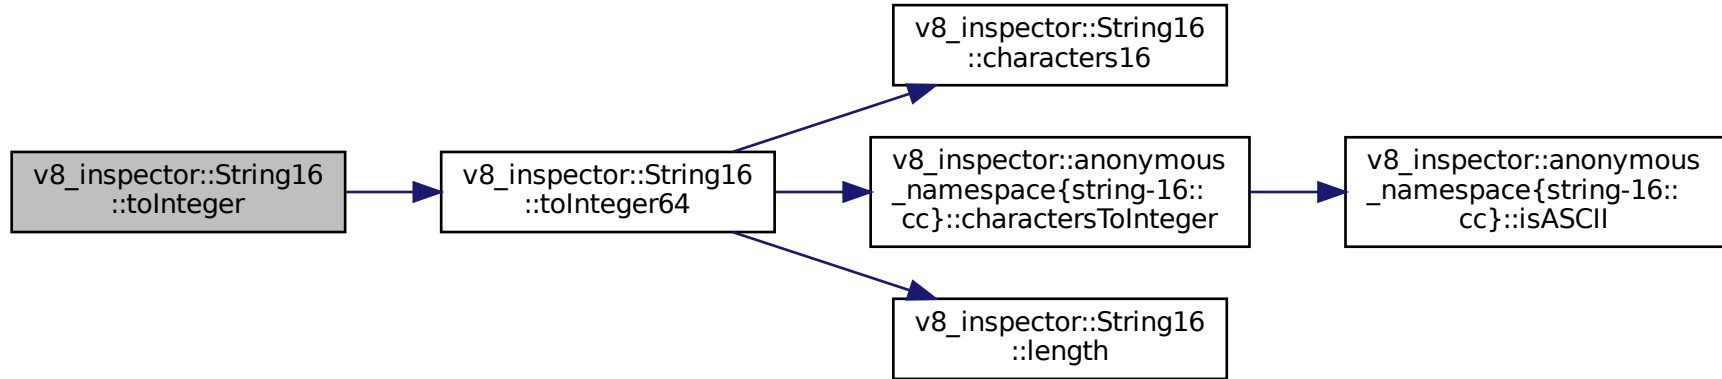 v8_inspector::String16
::toInteger
v8_inspector::String16
::toInteger64
v8_inspector::String16
::characters16
v8_inspector::anonymous
_namespace{string-16::
cc}::charactersToInteger
v8_inspector::String16
::length
v8_inspector::anonymous
_namespace{string-16::
cc}::isASCII